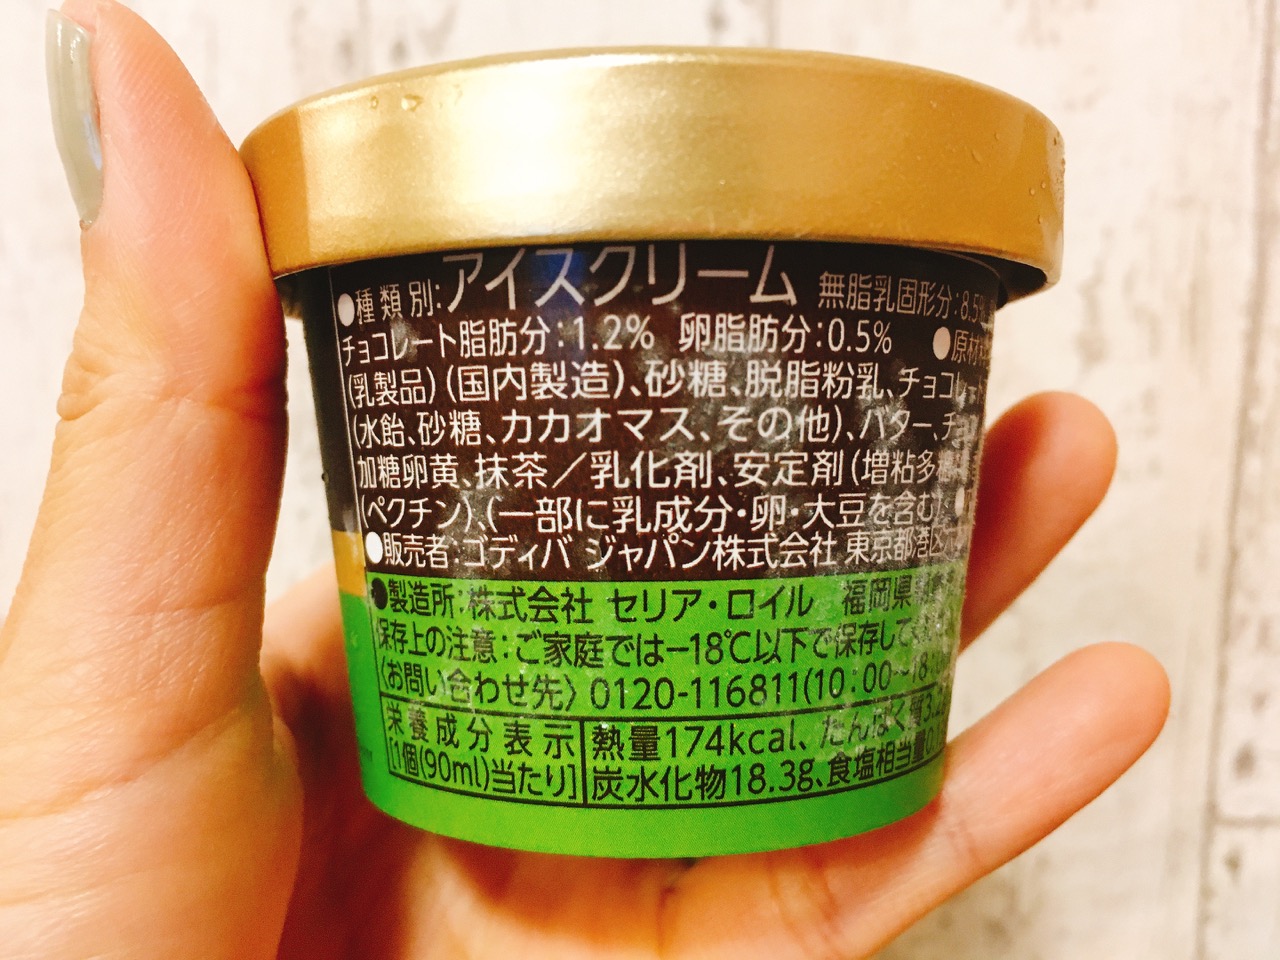 ●種類別:アイスクリーム 無脂乳固形分:8.5%
チョコレート脂肪分:1.2% 卵脂肪分:0.5% ●原材
(乳製品)(国内製造)、砂糖、脱脂粉乳、チョコ
(水飴、砂糖、カカオマス、その他)、バター、チ
加糖卵黄、抹茶/乳化剤、安定剤(増粘多糖
(ペクチン)、(一部に乳成分・卵・大豆を含む)
●販売者:ゴディバ ジャパン株式会社 東京都港区
●製造所:株式会社 セリア・ロイル 福岡県
〈保存上の注意:ご家庭では−18℃以下で保存して
〈お問い合わせ先〉0120-116811(10:00〜18:
栄養成分表示
[1個(90ml)当たり]
熱量174kcal、たんぱく質3.
炭水化物18.3g、食塩相当量0.